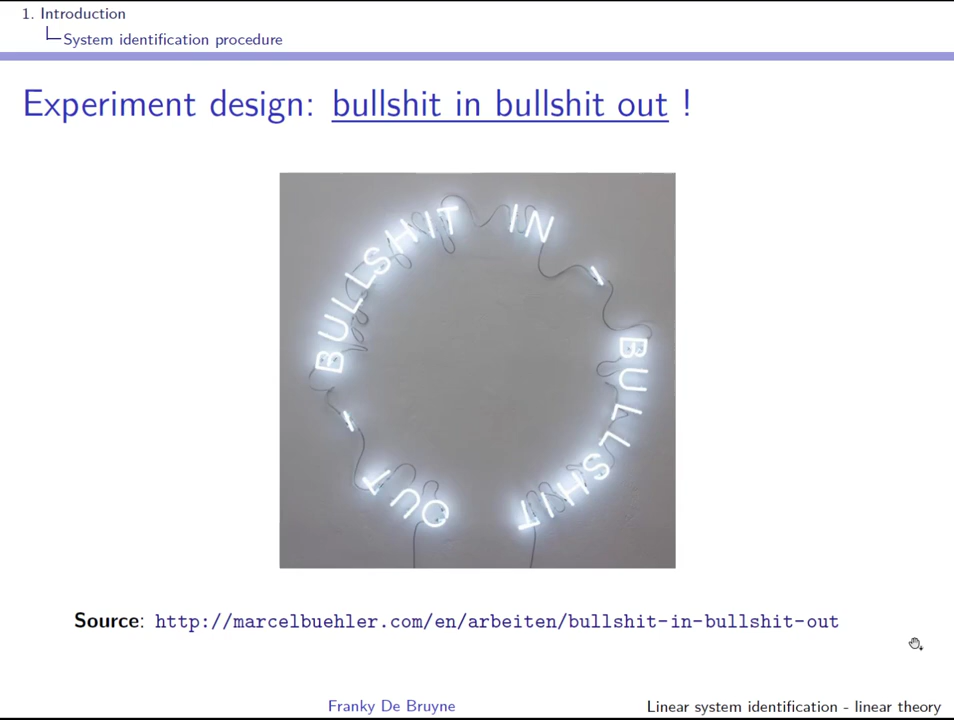 1. Introduction
System identification procedure
Experiment design: bullshit in bullshit out !
BULLSHIT IN - BULLSHIT OUT -
Source: http://marcelbuehler.com/en/arbeiten/bullshit-in-bullshit-out
Franky De Bruyne
Linear system identification - linear theory